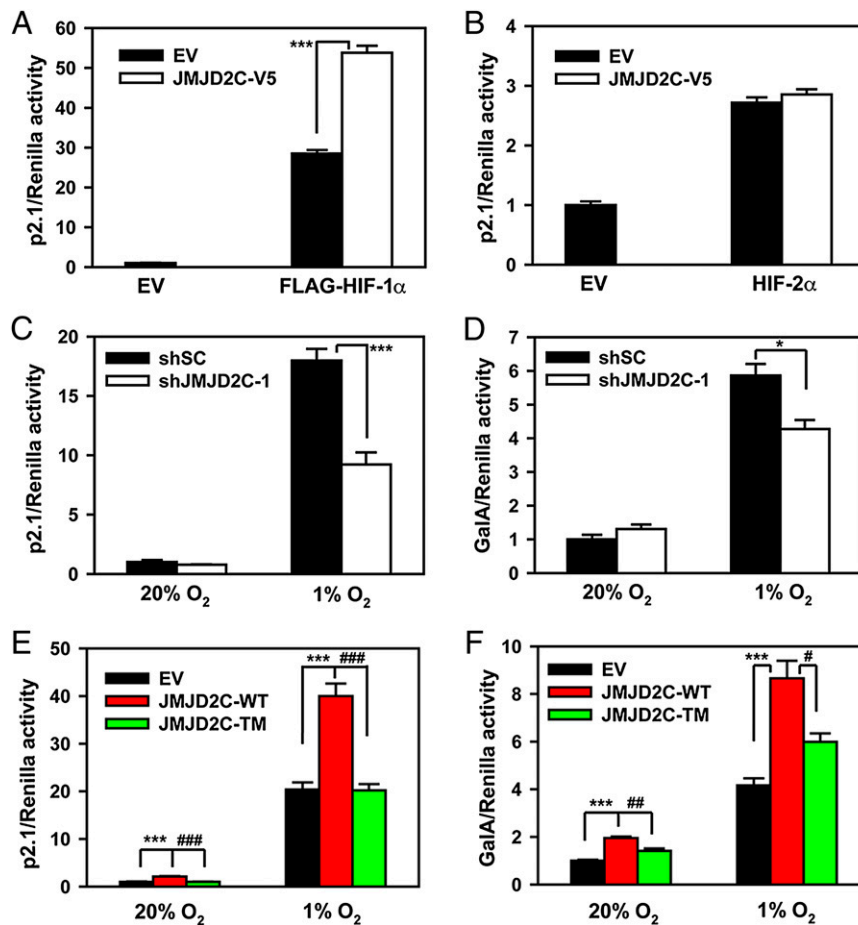 A
p2.1/Renilla activity
60
50
40
30
20
10
0
EV
JMJD2C-V5
***
EV
FLAG-HIF-1α
B
p2.1/Renilla activity
4
3
2
1
0
EV
JMJD2C-V5
EV
HIF-2α
C
p2.1/Renilla activity
20
15
10
5
0
shSC
shJMJD2C-1
***
20% O2
1% O2
D
GalA/Renilla activity
7
6
5
4
3
2
1
0
shSC
shJMJD2C-1
*
20% O2
1% O2
E
p2.1/Renilla activity
50
40
30
20
10
0
EV
JMJD2C-WT
JMJD2C-TM
*** ###
*** ###
20% O2
1% O2
F
GalA/Renilla activity
10
8
6
4
2
0
EV
JMJD2C-WT
JMJD2C-TM
*** #
*** ##
20% O2
1% O2